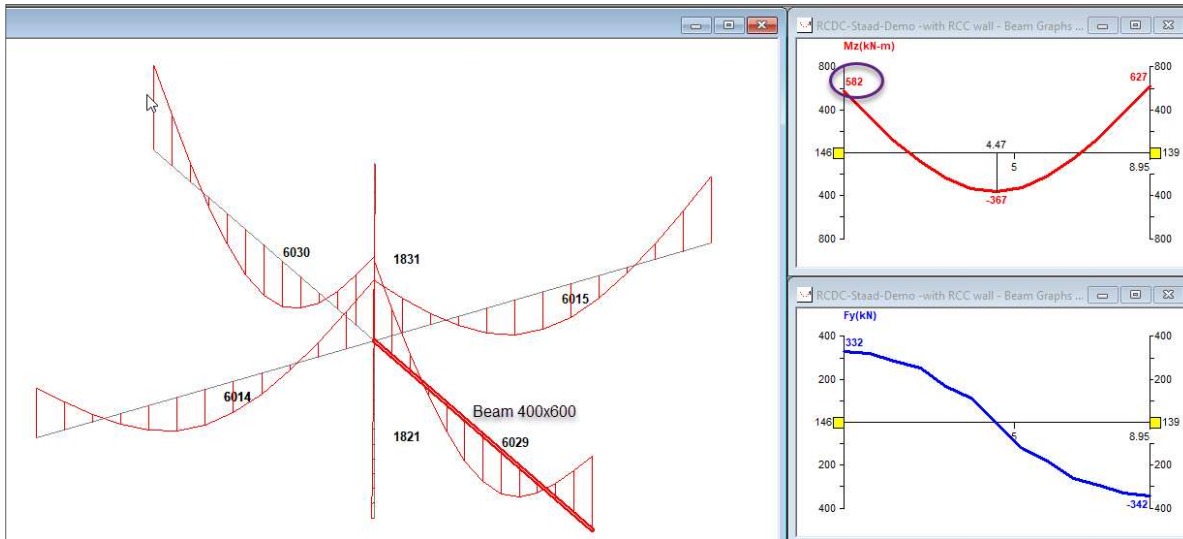 6030
1831
6015
6014
Beam 400x600
1821
6029
RCDC-Staad-Demo -with RCC wall - Beam Graphs ...
Mz(kN-m)
800 800
582 627
400 400
146 4.47 139
5 8.95
400 -367 400
800 800
RCDC-Staad-Demo -with RCC wall - Beam Graphs ...
Fy(kN)
400 400
332
200 200
146 139
5 8.95
200 200
400 -342 400